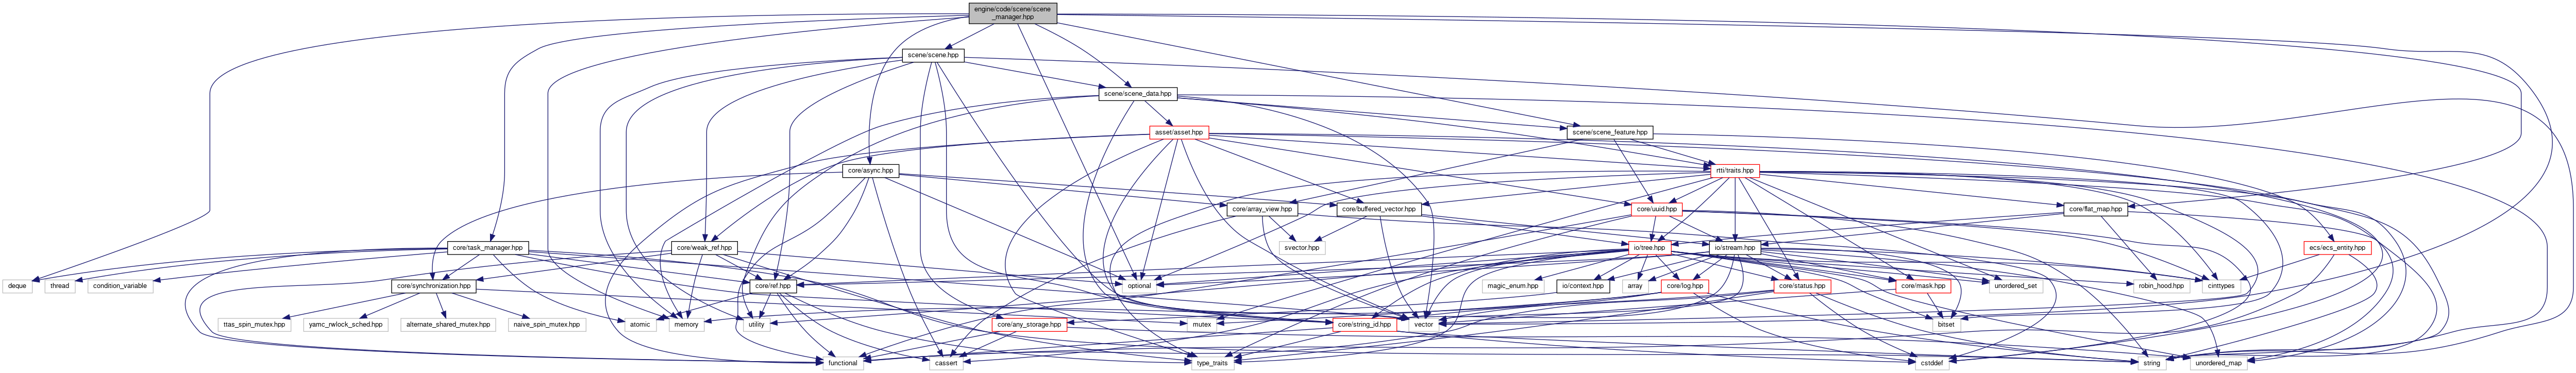 engine/code/scene/scene
_manager.hpp
scene/scene.hpp
scene/scene_data.hpp
asset/asset.hpp
scene/scene_feature.hpp
core/async.hpp
rtti/traits.hpp
core/array_view.hpp
core/buffered_vector.hpp
core/uuid.hpp
core/flat_map.hpp
core/task_manager.hpp
core/weak_ref.hpp
svector.hpp
io/tree.hpp
io/stream.hpp
ecs/ecs_entity.hpp
deque
thread
condition_variable
core/synchronization.hpp
core/ref.hpp
optional
magic_enum.hpp
io/context.hpp
array
core/log.hpp
core/status.hpp
core/mask.hpp
unordered_set
robin_hood.hpp
cinttypes
ttas_spin_mutex.hpp
yamc_rwlock_sched.hpp
alternate_shared_mutex.hpp
naive_spin_mutex.hpp
atomic
memory
utility
mutex
core/any_storage.hpp
core/string_id.hpp
vector
bitset
functional
cassert
type_traits
cstddef
string
unordered_map